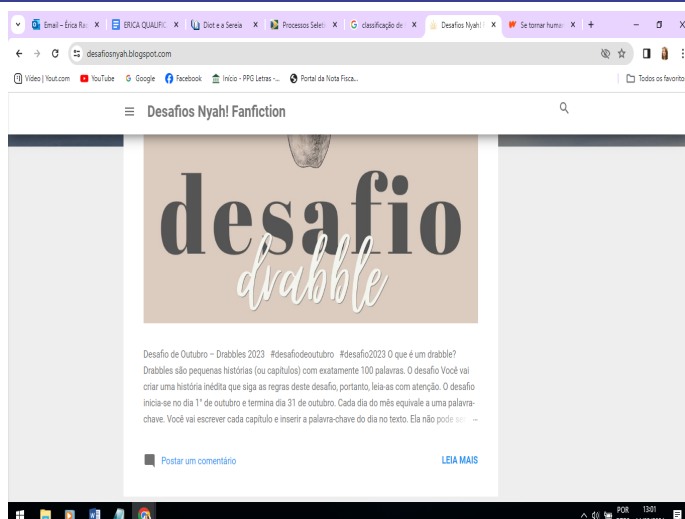 Email – Érica Ra
ERICA QUALIFIC
Diot e a Sereia
Processos Selet
classificação de
Desafios Nyah! F
Se tornar human
desafiosnyah.blogspot.com
Vídeo | Yout.com
YouTube
Google
Facebook
Início - PPG Letras -...
Portal da Nota Fisca...
Todos os favorito
Desafios Nyah! Fanfiction
desafio
drabble
Desafio de Outubro – Drabbles 2023 #desafiodeoutubro #desafio2023 O que é um drabble?
Drabbles são pequenas histórias (ou capítulos) com exatamente 100 palavras. O desafio Você vai
criar uma história inédita que siga as regras deste desafio, portanto, leia-as com atenção. O desafio
inicia-se no dia 1° de outubro e termina dia 31 de outubro. Cada dia do mês equivale a uma palavra-
chave. Você vai escrever cada capítulo e inserir a palavra-chave do dia no texto. Ela não pode se ...
Postar um comentário
LEIA MAIS
POR
13:01